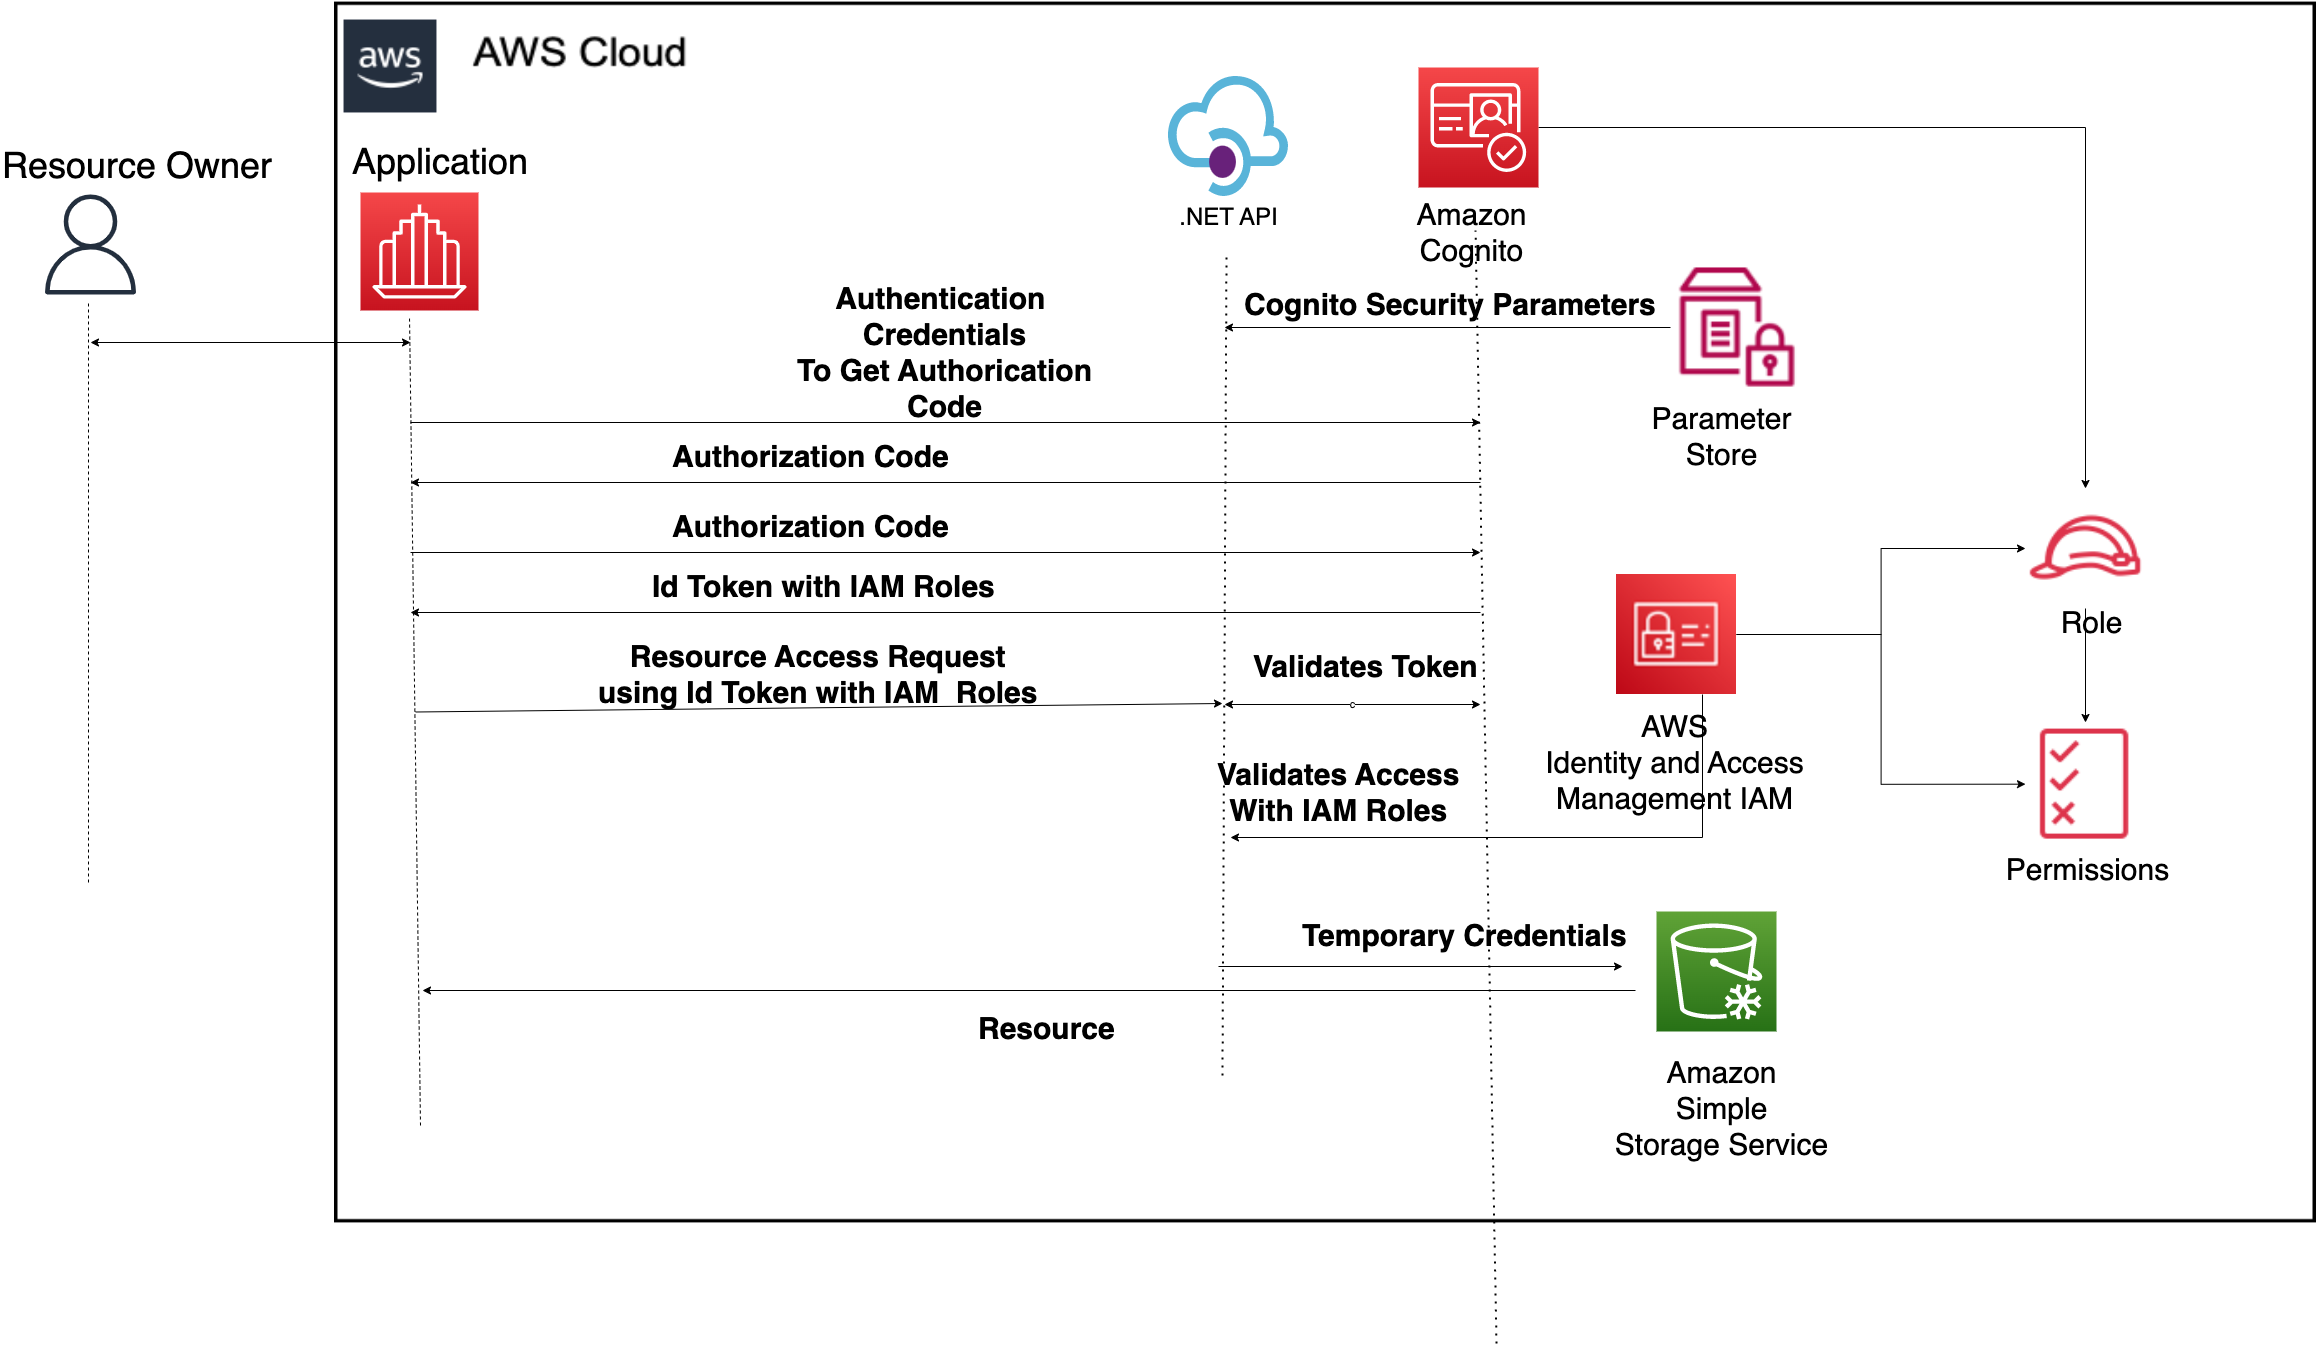 aws
AWS Cloud
Resource Owner
Application
.NET API
Amazon
Cognito
Authentication
Credentials
To Get Authorication
Code
Cognito Security Parameters
Parameter
Store
Authorization Code
Authorization Code
Id Token with IAM Roles
Role
Resource Access Request
using Id Token with IAM  Roles
Validates Token
c
AWS
Identity and Access
Management IAM
Validates Access
With IAM Roles
Permissions
Temporary Credentials
Resource
Amazon
Simple
Storage Service